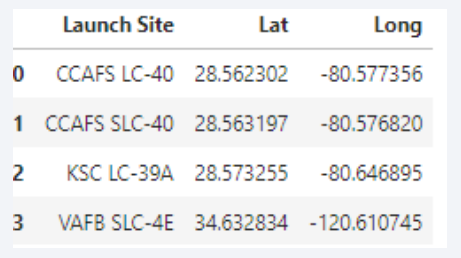 Launch Site Lat Long
0 CCAFS LC-40 28.562302 -80.577356
1 CCAFS SLC-40 28.563197 -80.576820
2 KSC LC-39A 28.573255 -80.646895
3 VAFB SLC-4E 34.632834 -120.610745